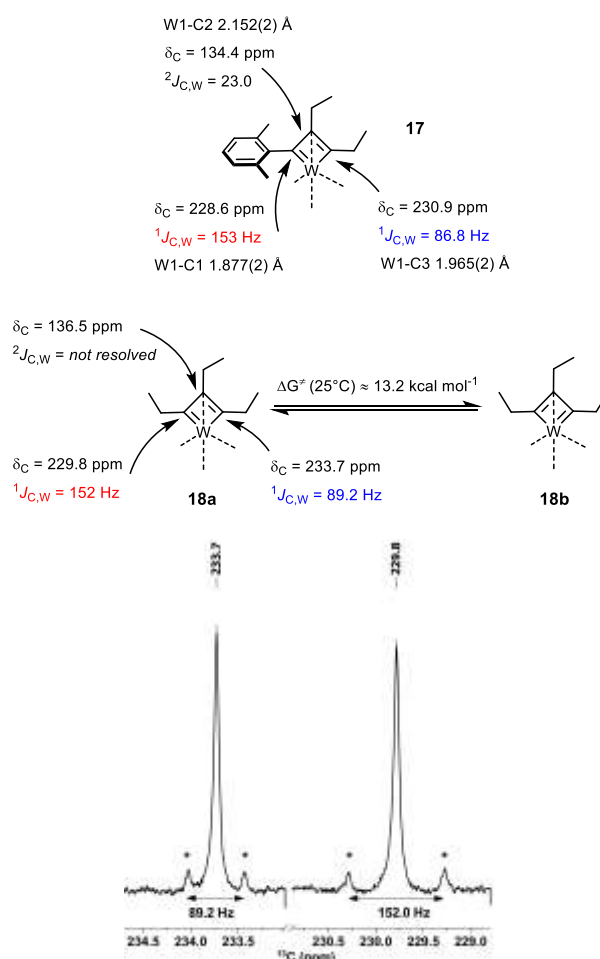 W1-C2 2.152(2) Å
δC = 134.4 ppm
2JC,W = 23.0
17
W
δC = 228.6 ppm
1JC,W = 153 Hz
W1-C1 1.877(2) Å
δC = 230.9 ppm
1JC,W = 86.8 Hz
W1-C3 1.965(2) Å
δC = 136.5 ppm
2JC,W = not resolved
ΔG≠ (25°C) ≈ 13.2 kcal mol-1
W
W
δC = 229.8 ppm
1JC,W = 152 Hz
18a
δC = 233.7 ppm
1JC,W = 89.2 Hz
18b
233.7
229.8
* * * *
89.2 Hz
152.0 Hz
234.5 234.0 233.5 230.5 230.0 229.5 229.0
13C (ppm)